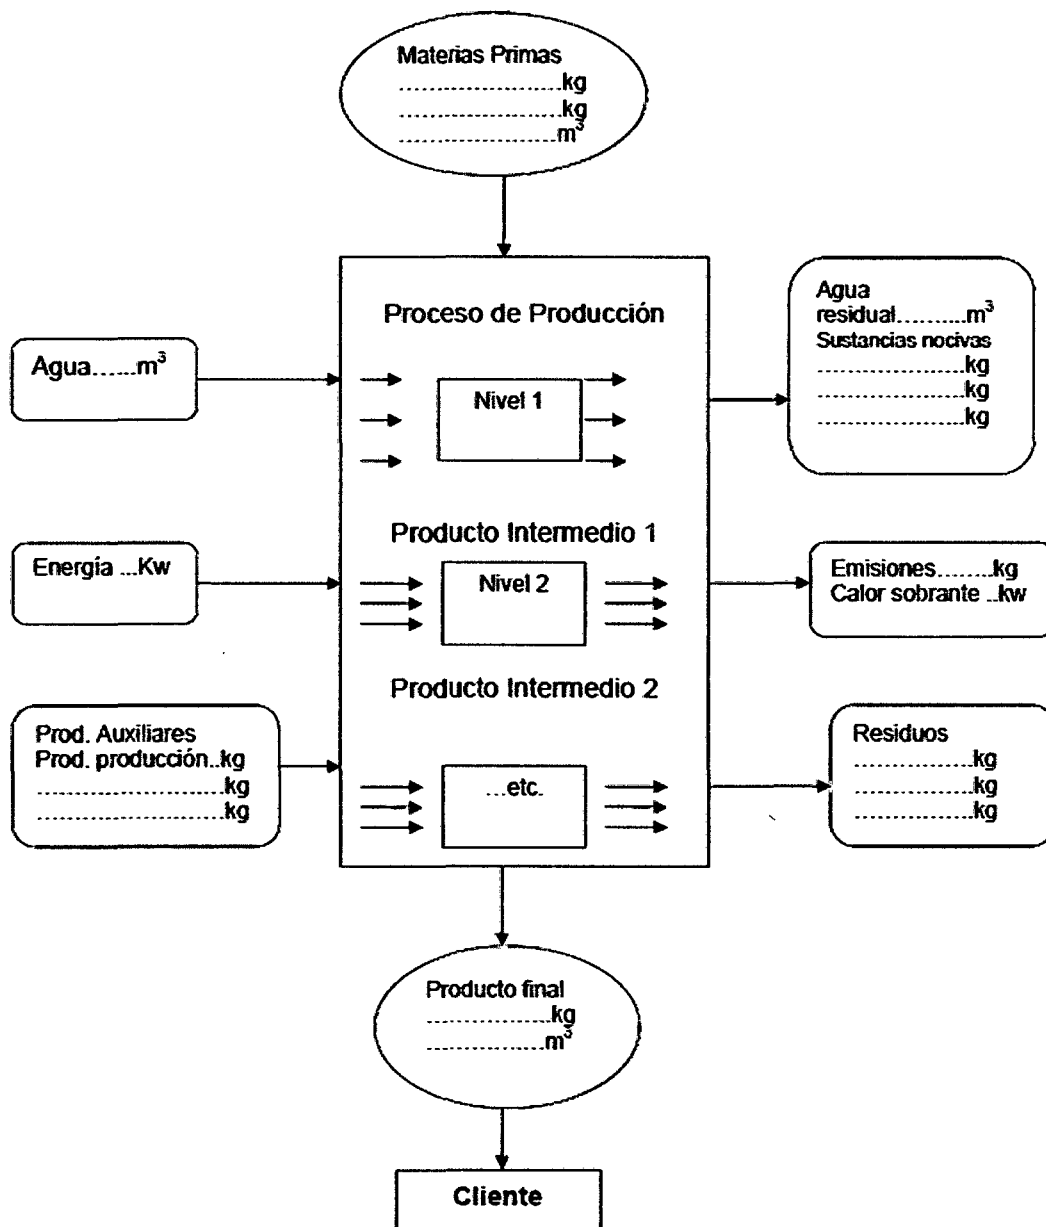 Materias Primas
......................kg
......................kg
.....................m³
Proceso de Producción
Agua......m³
Nivel 1
Agua
residual.........m³
Sustancias nocivas
....................kg
....................kg
....................kg
Producto Intermedio 1
Energía ...Kw
Nivel 2
Emisiones........kg
Calor sobrante ..kw
Producto Intermedio 2
Prod. Auxiliares
Prod. producción..kg
.............................kg
.............................kg
...etc.
Residuos
....................kg
....................kg
....................kg
Producto final
.................kg
................m³
Cliente